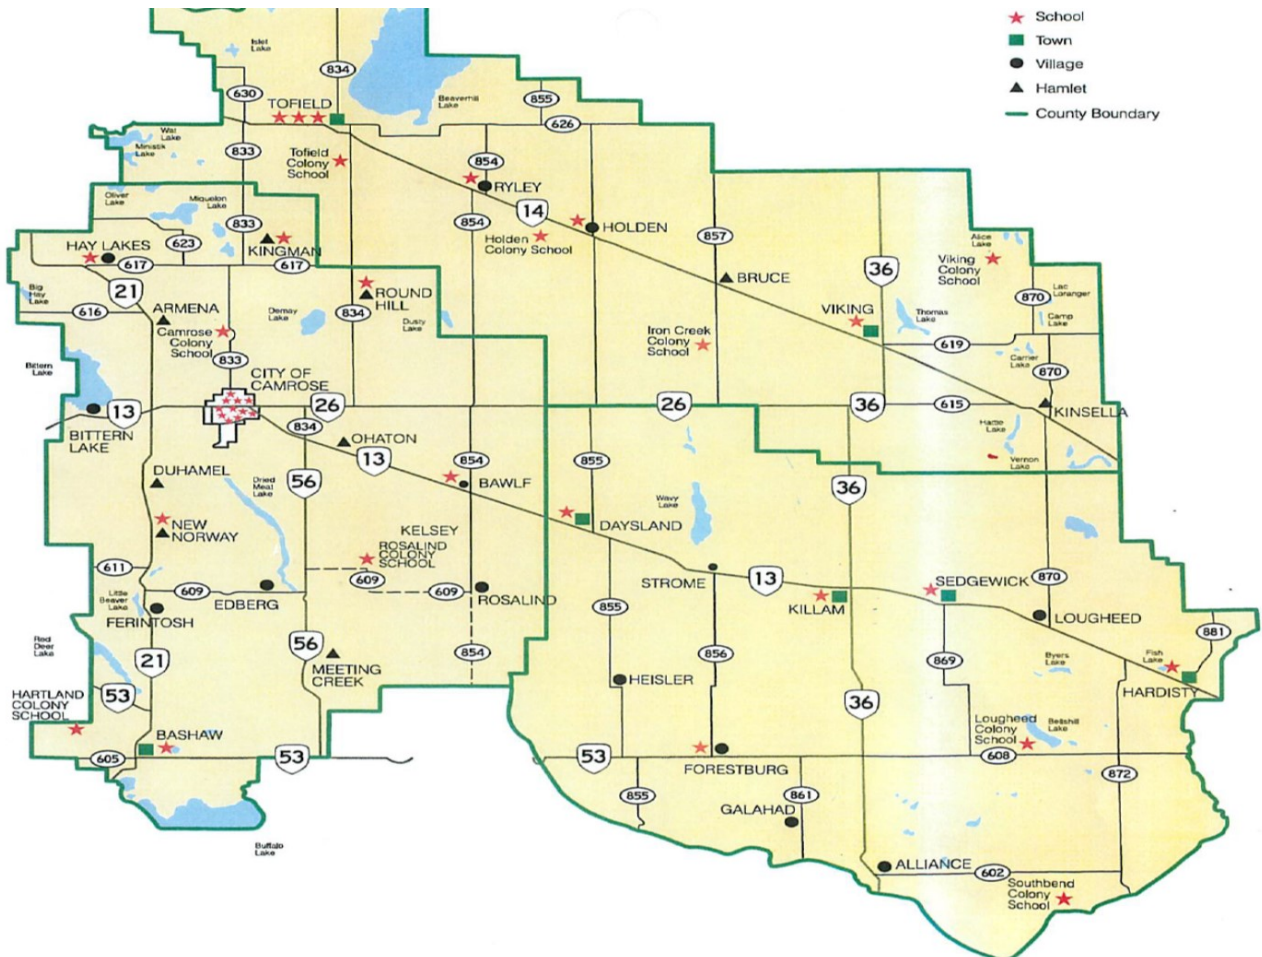 School
Town
Village
Hamlet
County Boundary
Islet
Lake
834
630
TOFIELD
Beaverhill
Lake
855
626
Wat
Lake
Ministik
Lake
833
Tofield
Colony
School
854
RYLEY
Oliver
Lake
Miquelon
Lake
833
623
KINGMAN
HAY LAKES
617
617
854
14
Holden
Colony School
HOLDEN
857
BRUCE
36
Alice
Lake
Viking
Colony
School
870
Lac
Lohanger
Camp
Lake
21
Big
Hay
Lake
616
ARMENA
Camrose
Colony
School
833
Demay
Lake
ROUND
HILL
834
Dusty
Lake
Iron Creek
Colony
School
VIKING
Thomas
Lake
619
Carrier
Lake
870
Bittern
Lake
CITY OF
CAMROSE
26
26
36
615
KINSELLA
13
BITTERN
LAKE
834
OHATON
13
854
BAWLF
855
Hattie
Lake
Vernon
Lake
DUHAMEL
Dried
Meat
Lake
56
36
Wavy
Lake
DAYSLAND
NEW
NORWAY
KELSEY
ROSALIND
COLONY
SCHOOL
609
609
ROSALIND
611
609
EDBERG
Little
Beaver
Lake
FERINTOSH
STROME
13
KILLAM
SEDGEWICK
870
LOUGHEED
855
881
Red
Deer
Lake
21
56
MEETING
CREEK
854
856
869
Byers
Lake
Fish
Lake
HARDISTY
HEISLER
53
36
HARTLAND
COLONY
SCHOOL
BASHAW
605
53
53
FORESTBURG
Lougheed
Colony
School
Bellshill
Lake
608
872
855
861
GALAHAD
Buffalo
Lake
ALLIANCE
602
Southbend
Colony
School